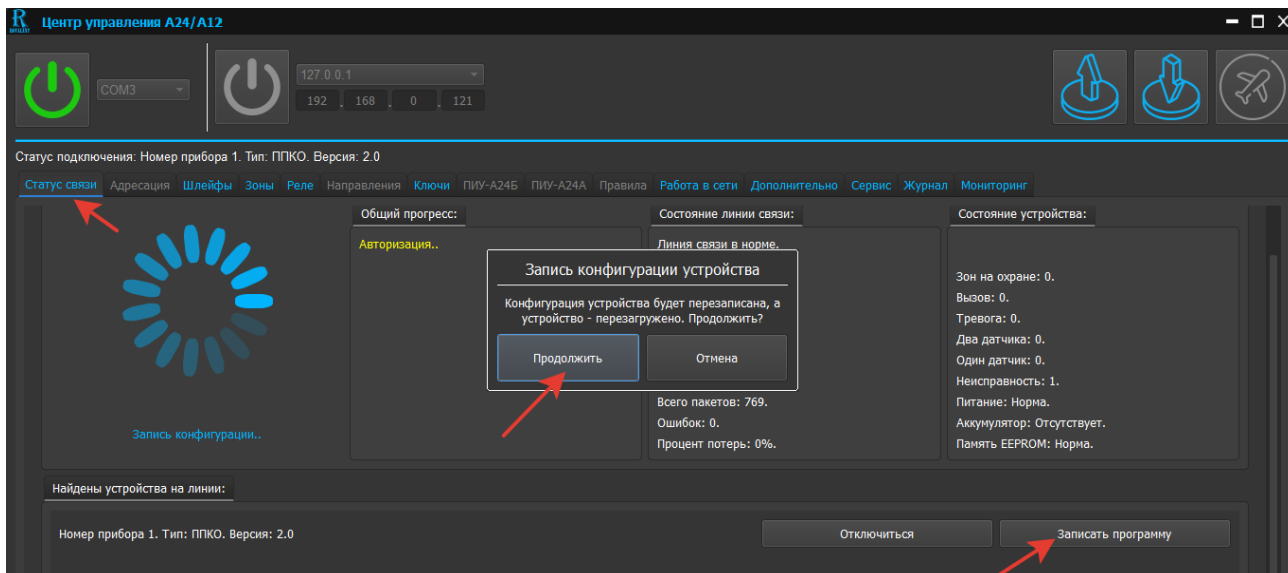 Центр управления А24/А12
COM3
127.0.0.1
192 . 168 . 0 . 121
Статус подключения: Номер прибора 1. Тип: ППКО. Версия: 2.0
Статус связи Адресация Шлейфы Зоны Реле Направления Ключи ПИУ-А24Б ПИУ-А24А Правила Работа в сети Дополнительно Сервис Журнал Мониторинг
Запись конфигурации..
Общий прогресс:
Авторизация..
Состояние линии связи:
Линия связи в норме.
Всего пакетов: 769.
Ошибок: 0.
Процент потерь: 0%.
Состояние устройства:
Зон на охране: 0.
Вызов: 0.
Тревога: 0.
Два датчика: 0.
Один датчик: 0.
Неисправность: 1.
Питание: Норма.
Аккумулятор: Отсутствует.
Память EEPROM: Норма.
Запись конфигурации устройства
Конфигурация устройства будет перезаписана, а
устройство - перезагружено. Продолжить?
Продолжить
Отмена
Найдены устройства на линии:
Номер прибора 1. Тип: ППКО. Версия: 2.0
Отключиться
Записать программу